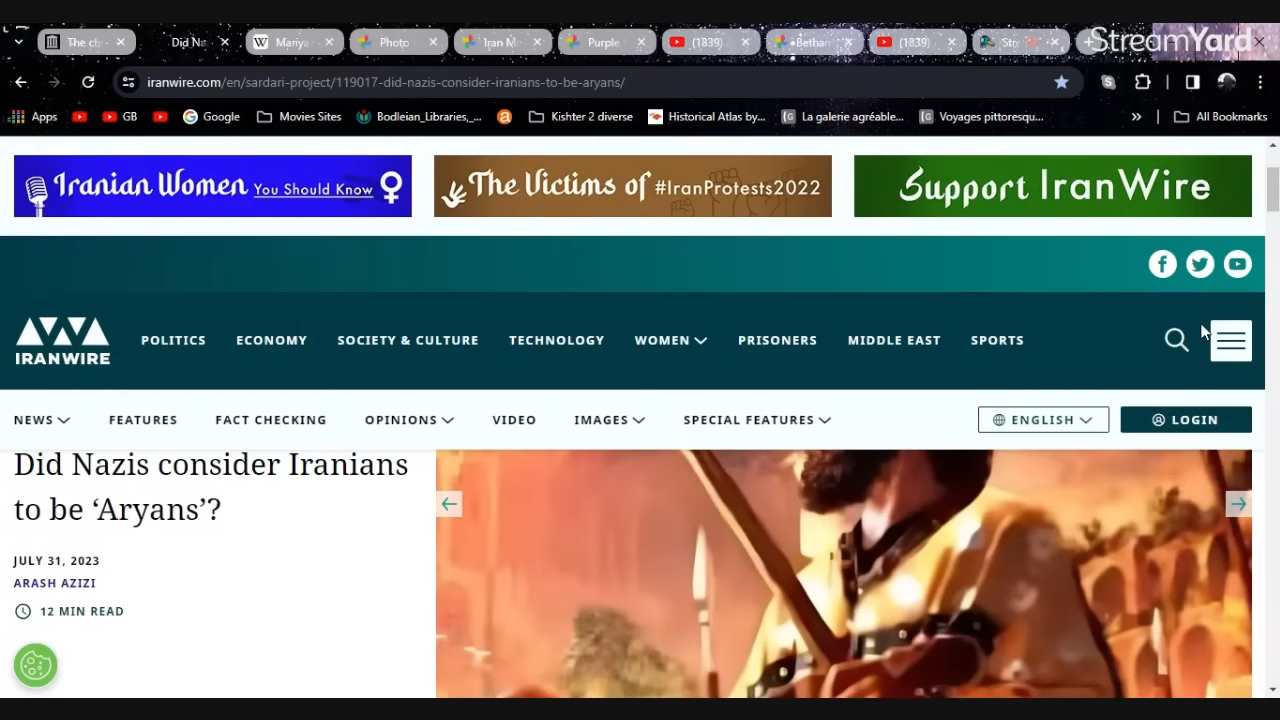 The ch
Did Na
Mariya
Photo
Iran M
Purple
(1839)
Bethan
(1839)
Str
StreamYard
iranwire.com/en/sardari-project/119017-did-nazis-consider-iranians-to-be-aryans/
Apps
GB
Google
Movies Sites
Bodleian_Libraries,_...
Kishter 2 diverse
Historical Atlas by...
La galerie agréable...
Voyages pittoresqu...
»
All Bookmarks
Iranian Women You Should Know
The Victims of #IranProtests2022
Support IranWire
IRANWIRE
POLITICS
ECONOMY
SOCIETY & CULTURE
TECHNOLOGY
WOMEN
PRISONERS
MIDDLE EAST
SPORTS
NEWS
FEATURES
FACT CHECKING
OPINIONS
VIDEO
IMAGES
SPECIAL FEATURES
ENGLISH
LOGIN
Did Nazis consider Iranians
to be ‘Aryans’?
JULY 31, 2023
ARASH AZIZI
12 MIN READ